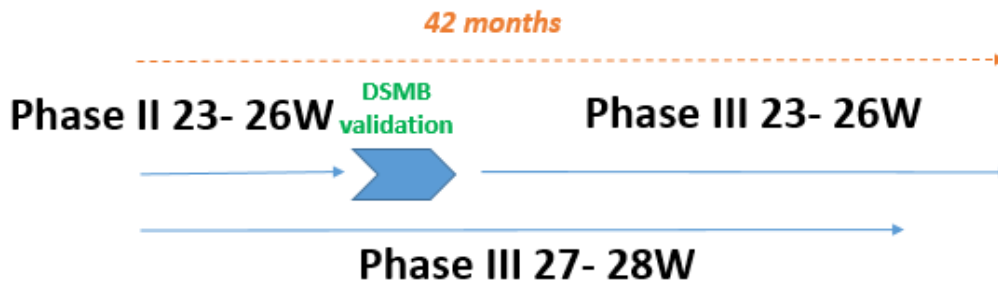 42 months
Phase II 23- 26W
DSMB
validation
Phase III 23- 26W
Phase III 27- 28W